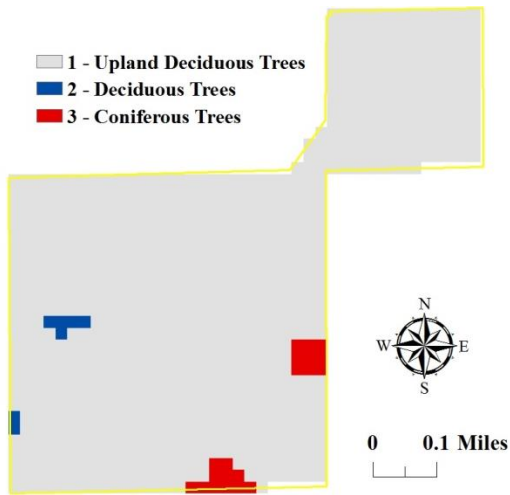 1 - Upland Deciduous Trees
2 - Deciduous Trees
3 - Coniferous Trees
N
W E
S
0 0.1 Miles